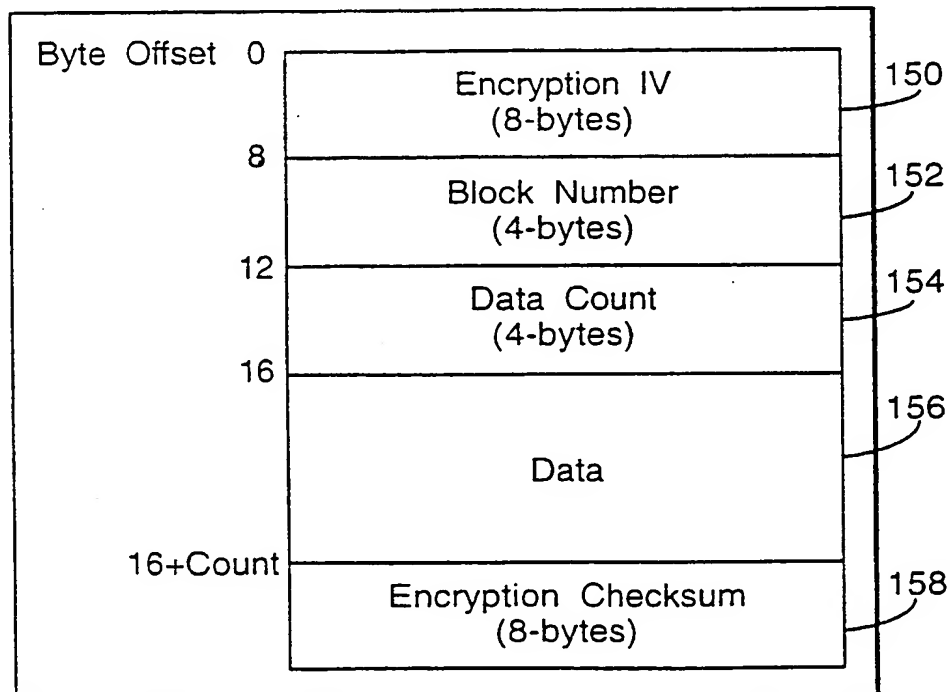 Byte Offset 0
Encryption IV
(8-bytes)
150
8
Block Number
(4-bytes)
152
12
Data Count
(4-bytes)
154
16
Data
156
16+Count
Encryption Checksum
(8-bytes)
158